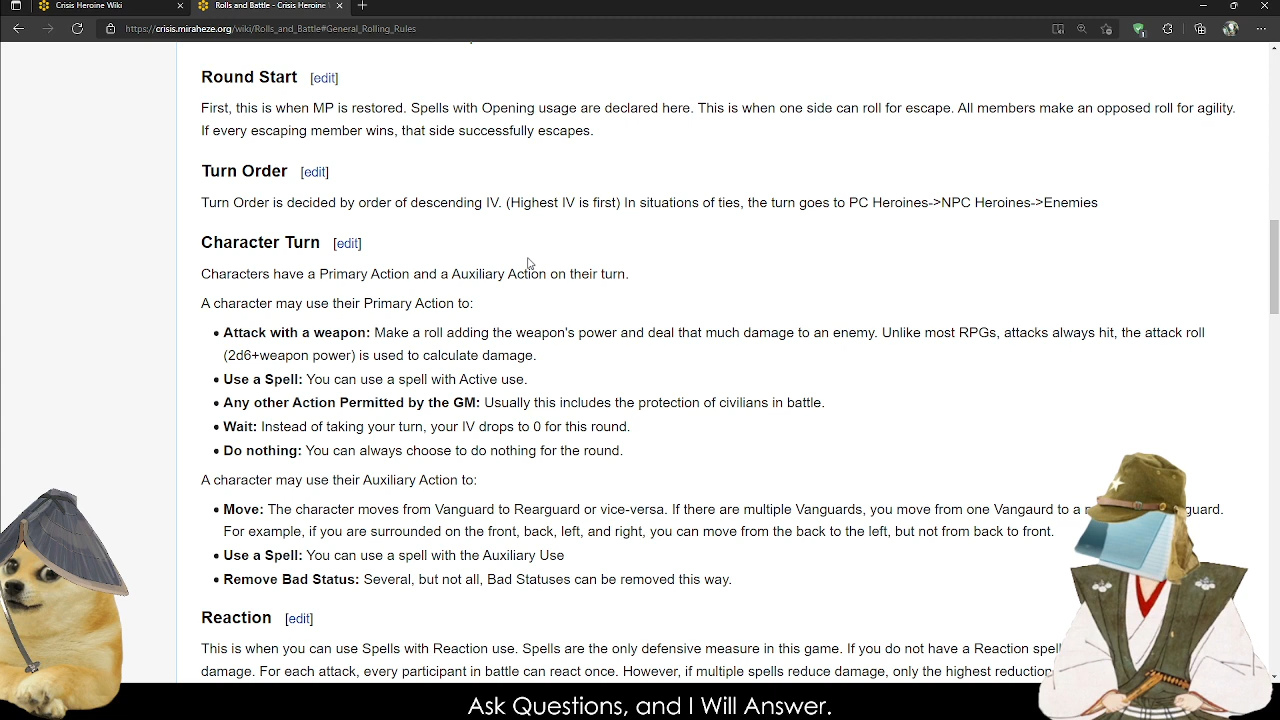 Crisis Heroine Wiki
Rolls and Battle - Crisis Heroine
https://crisis.miraheze.org/wiki/Rolls_and_Battle#General_Rolling_Rules
Round Start [edit]
First, this is when MP is restored. Spells with Opening usage are declared here. This is when one side can roll for escape. All members make an opposed roll for agility.
If every escaping member wins, that side successfully escapes.
Turn Order [edit]
Turn Order is decided by order of descending IV. (Highest IV is first) In situations of ties, the turn goes to PC Heroines->NPC Heroines->Enemies
Character Turn [edit]
Characters have a Primary Action and a Auxiliary Action on their turn.
A character may use their Primary Action to:
• Attack with a weapon: Make a roll adding the weapon's power and deal that much damage to an enemy. Unlike most RPGs, attacks always hit, the attack roll
(2d6+weapon power) is used to calculate damage.
• Use a Spell: You can use a spell with Active use.
• Any other Action Permitted by the GM: Usually this includes the protection of civilians in battle.
• Wait: Instead of taking your turn, your IV drops to 0 for this round.
• Do nothing: You can always choose to do nothing for the round.
A character may use their Auxiliary Action to:
• Move: The character moves from Vanguard to Rearguard or vice-versa. If there are multiple Vanguards, you move from one Vangaurd to a
For example, if you are surrounded on the front, back, left, and right, you can move from the back to the left, but not from back to front.
• Use a Spell: You can use a spell with the Auxiliary Use
• Remove Bad Status: Several, but not all, Bad Statuses can be removed this way.
Reaction [edit]
This is when you can use Spells with Reaction use. Spells are the only defensive measure in this game. If you do not have a Reaction spell
damage. For each attack, every participant in battle can react once. However, if multiple spells reduce damage, only the highest reduction
Ask Questions, and I Will Answer.